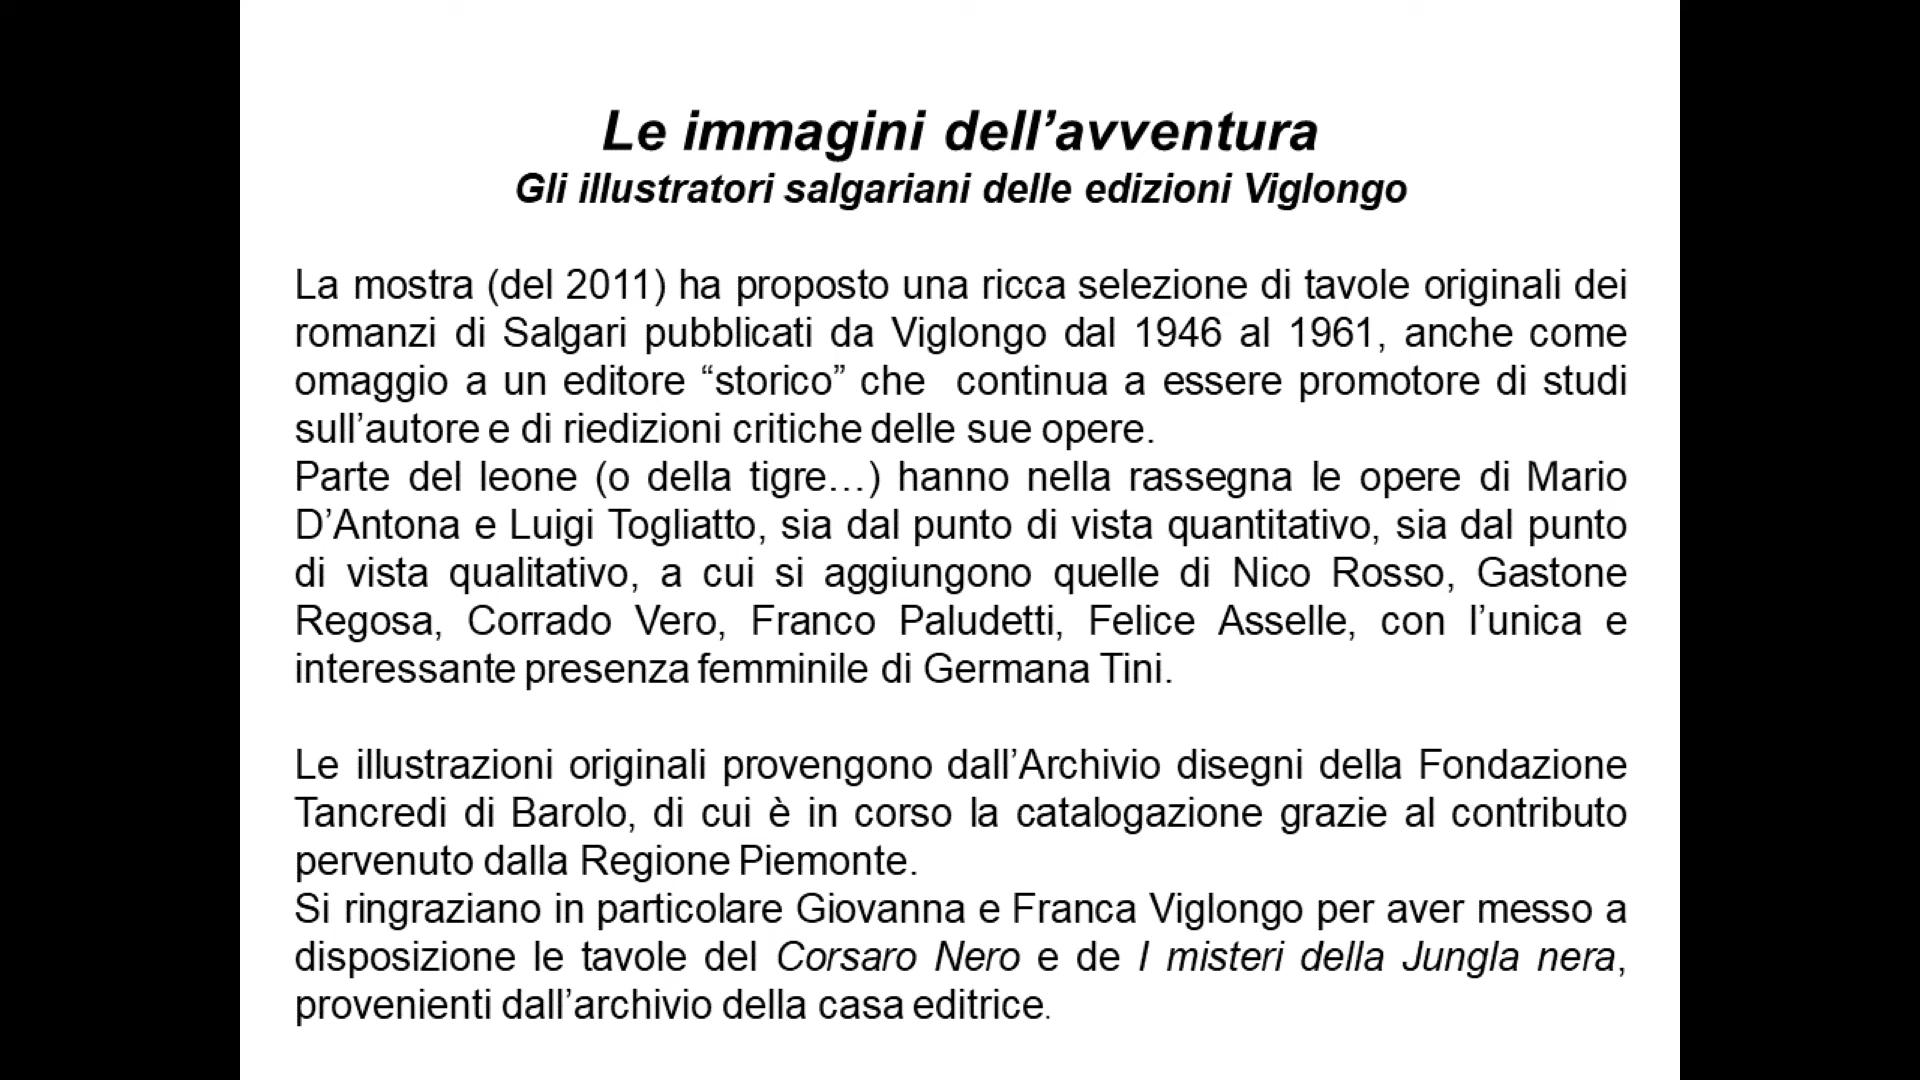 Le immagini dell’avventura
Gli illustratori salgariani delle edizioni Viglongo
La mostra (del 2011) ha proposto una ricca selezione di tavole originali dei
romanzi di Salgari pubblicati da Viglongo dal 1946 al 1961, anche come
omaggio a un editore “storico” che continua a essere promotore di studi
sull’autore e di riedizioni critiche delle sue opere.
Parte del leone (o della tigre…) hanno nella rassegna le opere di Mario
D’Antona e Luigi Togliatto, sia dal punto di vista quantitativo, sia dal punto
di vista qualitativo, a cui si aggiungono quelle di Nico Rosso, Gastone
Regosa, Corrado Vero, Franco Paludetti, Felice Asselle, con l’unica e
interessante presenza femminile di Germana Tini.
Le illustrazioni originali provengono dall’Archivio disegni della Fondazione
Tancredi di Barolo, di cui è in corso la catalogazione grazie al contributo
pervenuto dalla Regione Piemonte.
Si ringraziano in particolare Giovanna e Franca Viglongo per aver messo a
disposizione le tavole del Corsaro Nero e de I misteri della Jungla nera,
provenienti dall’archivio della casa editrice.